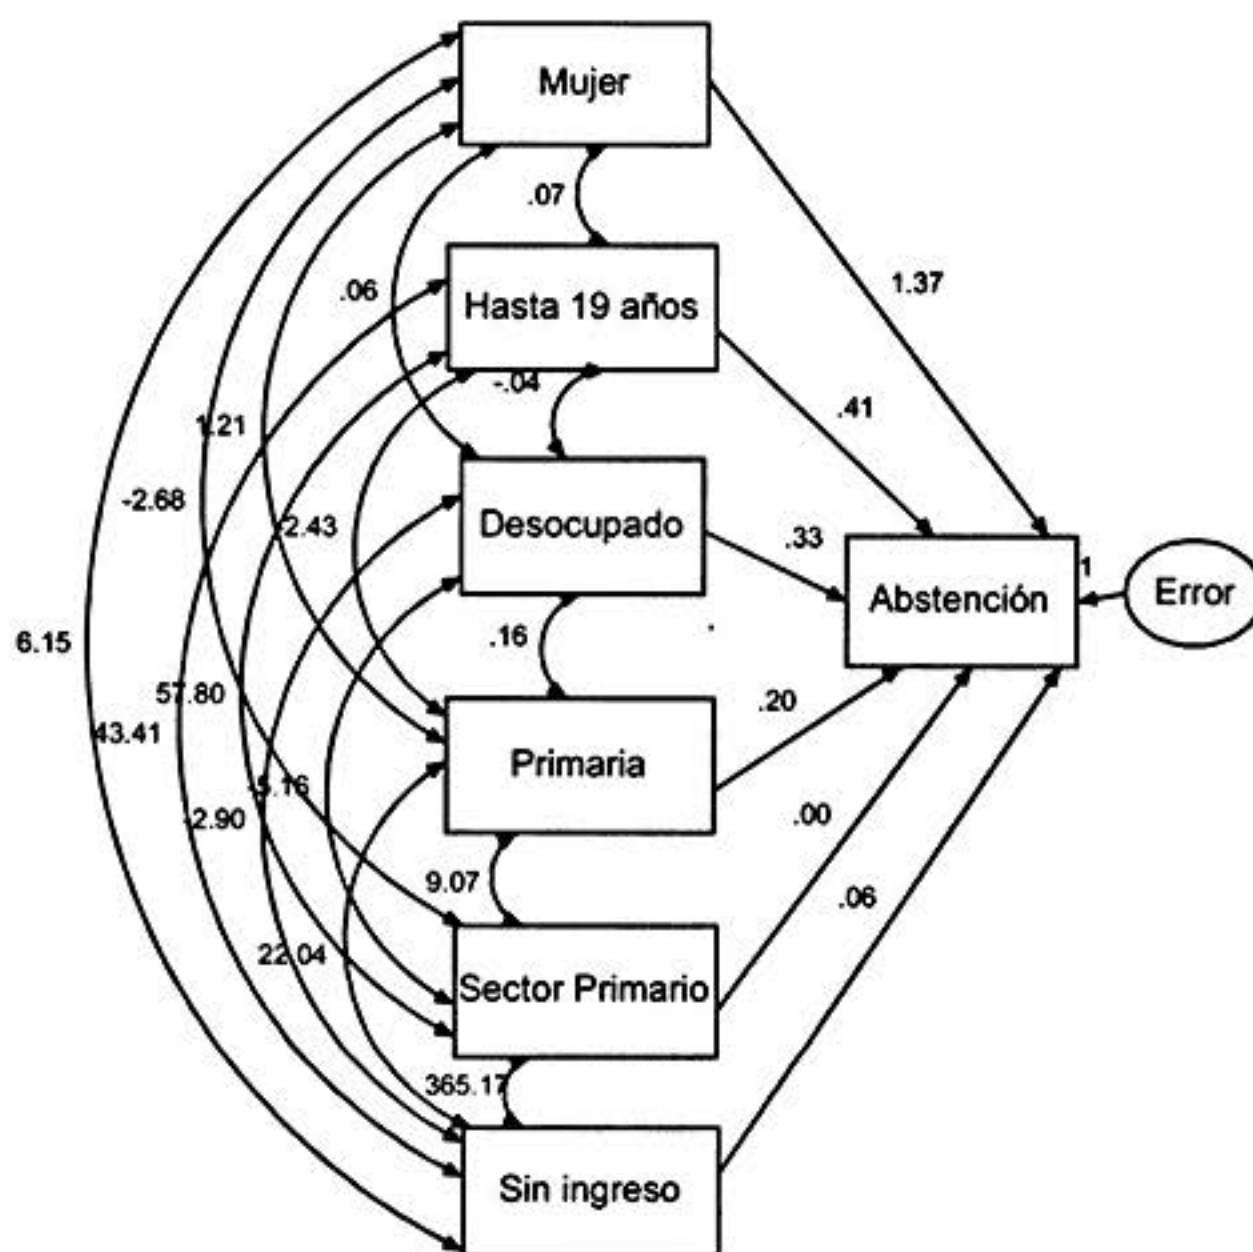 Mujer
.07
1.37
.06
Hasta 19 años
-.04
.41
1.21
-2.68
2.43
Desocupado
.33
1
Abstención
Error
.16
6.15
57.80
43.41
.20
Primaria
-5.16
-2.90
.00
9.07
.06
22.04
Sector Primario
365.17
Sin ingreso